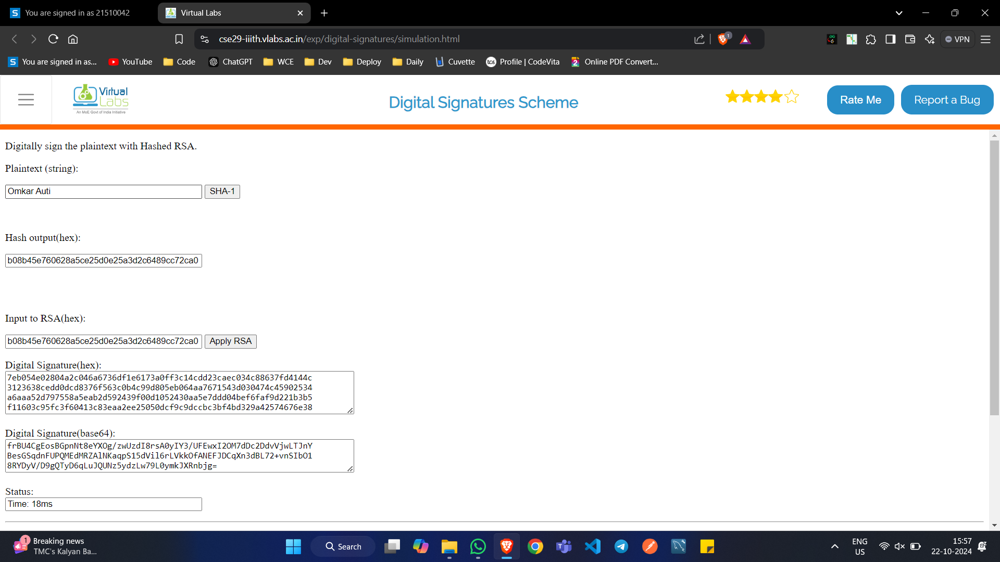 You are signed in as 21510042
Virtual Labs
cse29-iiith.vlabs.ac.in/exp/digital-signatures/simulation.html
1
VPN
You are signed in as...
YouTube
Code
ChatGPT
WCE
Dev
Deploy
Daily
Cuvette
Profile | CodeVita
Online PDF Convert...
Virtual
Labs
An MoE Govt of India Initiative
Digital Signatures Scheme
Rate Me
Report a Bug
Digitally sign the plaintext with Hashed RSA.
Plaintext (string):
Omkar Auti
SHA-1
Hash output(hex):
b08b45e760628a5ce25d0e25a3d2c6489cc72ca0
Input to RSA(hex):
b08b45e760628a5ce25d0e25a3d2c6489cc72ca0
Apply RSA
Digital Signature(hex):
7eb054e02804a2c046a6736df1e6173a0ff3c14cdd23caec034c88637fd4144c
3123638cedd0dcd8376f563c0b4c99d805eb064aa7671543d030474c45902534
a6aaa52d797558a5eab2d592439f00d1052430aa5e7ddd04bef6faf9d221b3b5
f11603c95fc3f60413c83eaa2ee25050dcf9c9dccbc3bf4bd329a42574676e38
Digital Signature(base64):
frBU4CgEosBGpnNt8eYXOg/zwUzdI8rsA0yIY3/UFEwxI2OM7dDc2DdvVjwLTJnY
BesGSqdnFUPQMEdMRZAlNKaqpS15dVil6rLVkkOfANEFJDCqXn3dBL72+vnSIbO1
8RYDyV/D9gQTyD6qLuJQUNz5ydzLw79L0ymkJXRnbjg=
Status:
Time: 18ms
1
Breaking news
TMC's Kalyan Ba...
Search
ENG
US
15:57
22-10-2024